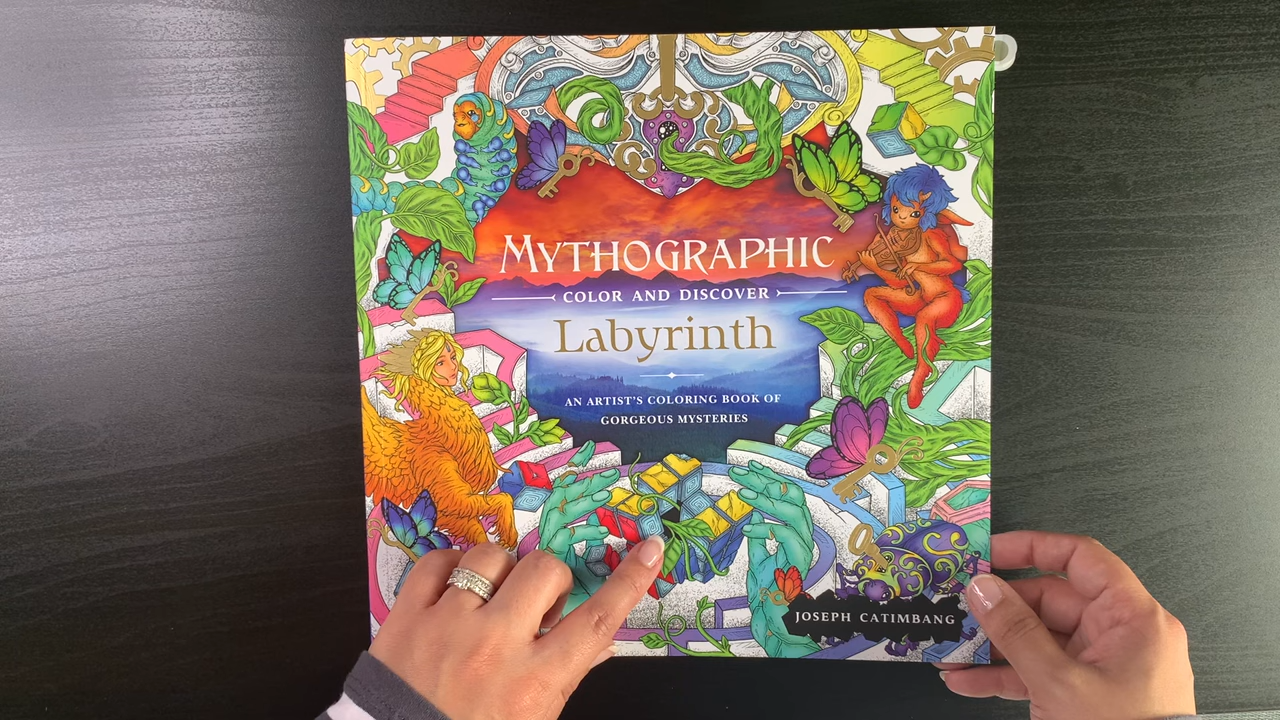 MYTHOGRAPHIC
COLOR AND DISCOVER
Labyrinth
AN ARTIST'S COLORING BOOK OF
GORGEOUS MYSTERIES
JOSEPH CATIMBANG